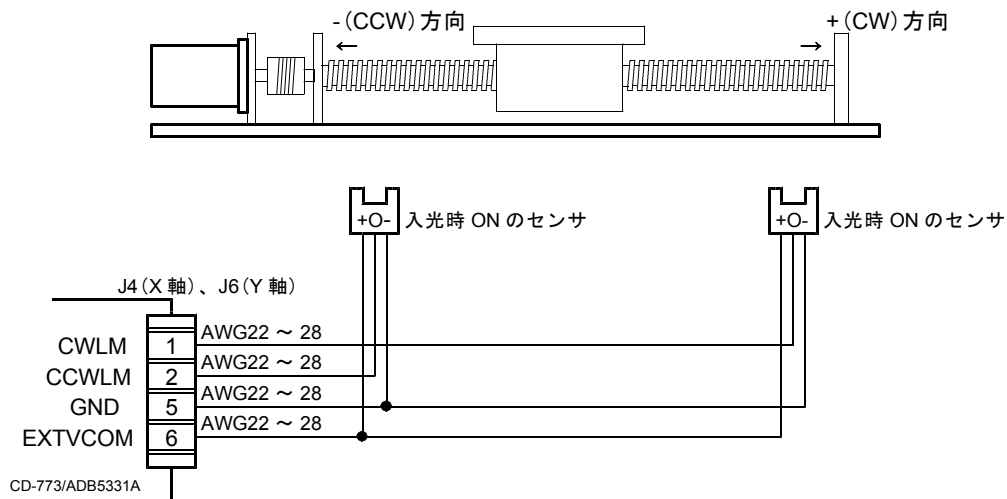 -(CCW)方向
+(CW)方向
← →
+O- 入光時 ON のセンサ
+O- 入光時 ON のセンサ
J4(X 軸)、J6(Y 軸)
CWLM 1 AWG22 ~ 28
CCWLM 2 AWG22 ~ 28
GND 5 AWG22 ~ 28
EXTVCOM 6 AWG22 ~ 28
CD-773/ADB5331A